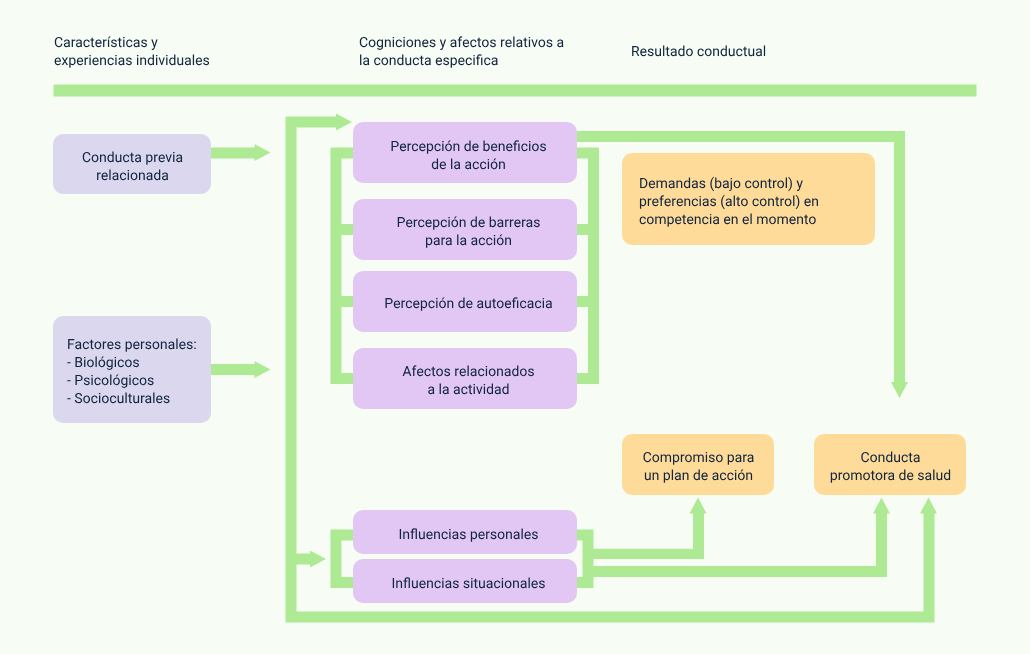 Características y
experiencias individuales
Cogniciones y afectos relativos a
la conducta especifica
Resultado conductual
Conducta previa
relacionada
Factores personales:
- Biológicos
- Psicológicos
- Socioculturales
Percepción de beneficios
de la acción
Percepción de barreras
para la acción
Percepción de autoeficacia
Afectos relacionados
a la actividad
Influencias personales
Influencias situacionales
Demandas (bajo control) y
preferencias (alto control) en
competencia en el momento
Compromiso para
un plan de acción
Conducta
promotora de salud